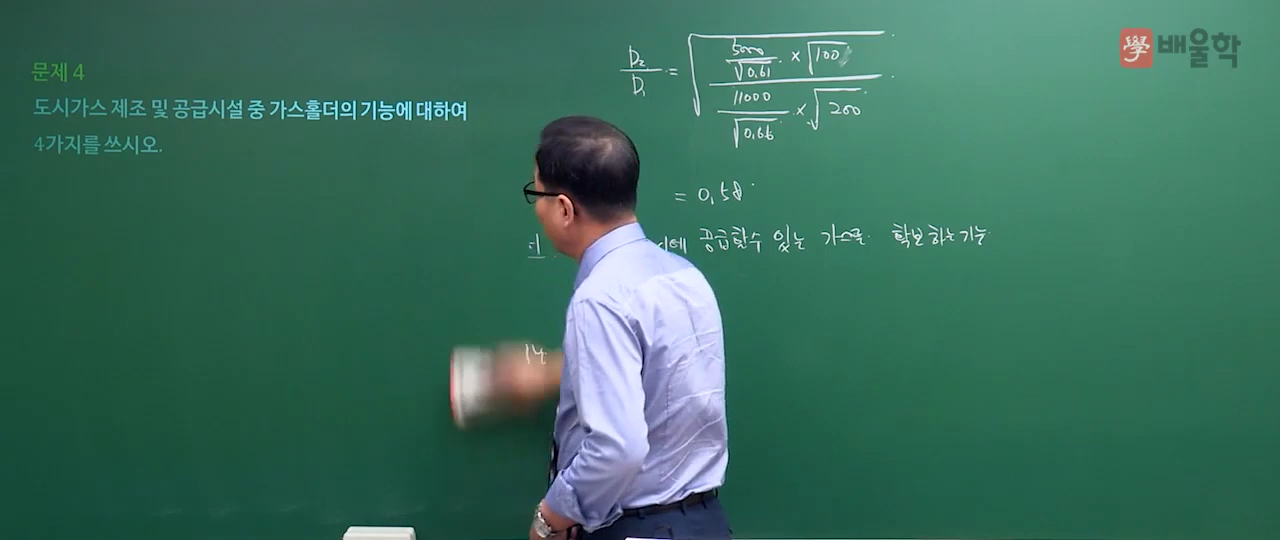 學 배울학
문제 4
도시가스 제조 및 공급시설 중 가스홀더의 기능에 대하여
4가지를 쓰시오.
D₂/D₁ = √((5000/√0.61 × √100) / (11000/√0.66 × √200))
= 0.58
에 공급할수 있는 가스를 확보하는기능